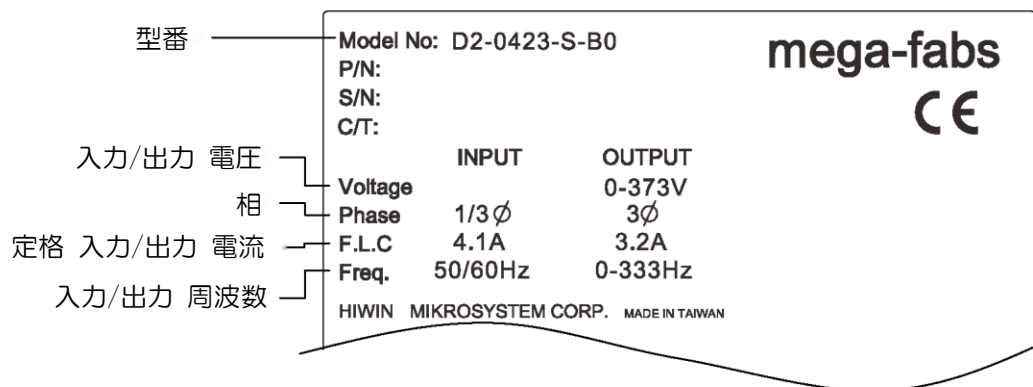 型番
Model No: D2-0423-S-B0
mega-fabs
P/N:
S/N:
C/T:
CE
INPUT OUTPUT
入力/出力 電圧
Voltage 0-373V
相
Phase 1/3∅ 3∅
定格 入力/出力 電流
F.L.C 4.1A 3.2A
入力/出力 周波数
Freq. 50/60Hz 0-333Hz
HIWIN MIKROSYSTEM CORP. MADE IN TAIWAN